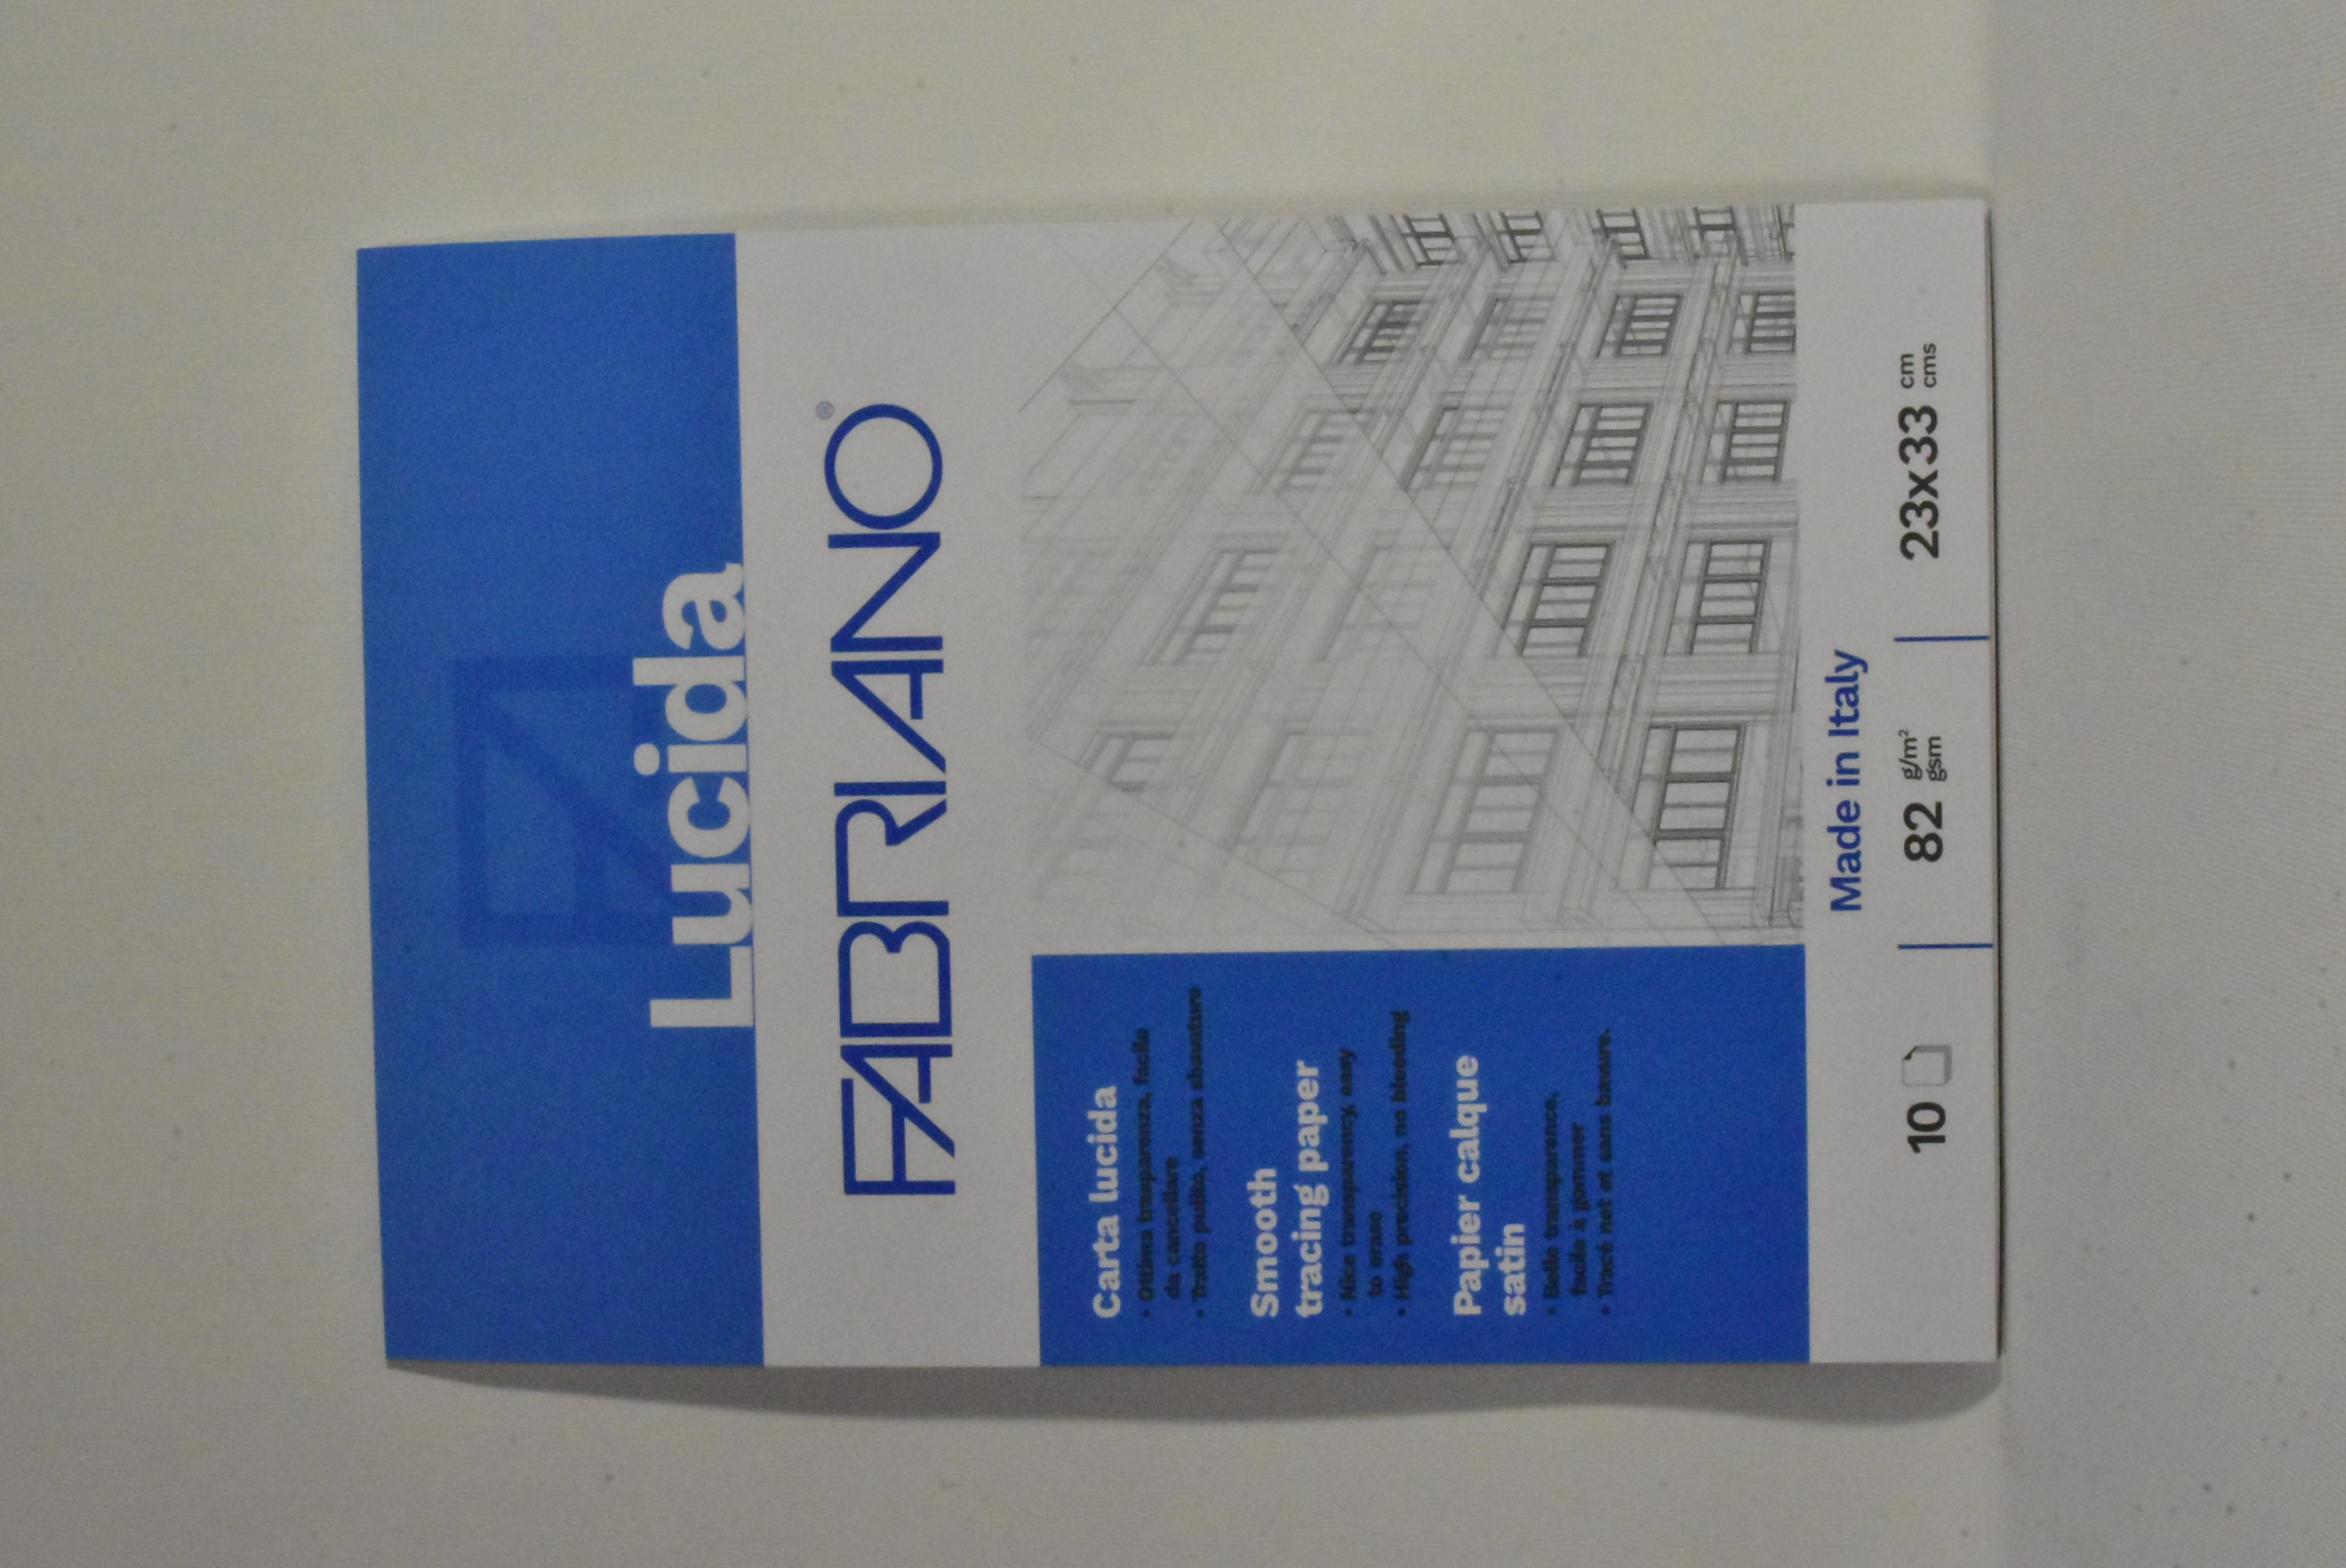 Lucida
FABRIANO®
Carta lucida
• Ottima trasparenza, facile
da cancellare
• Tratto pulito, senza sbavature
Smooth
tracing paper
• Nice transparency, easy
to erase
• High precision, no bleeding
Papier calque
satin
• Belle transparence,
facile à gommer
• Tracé net et sans bavure.
Made in Italy
10
82 g/m² gsm
23x33 cm cms